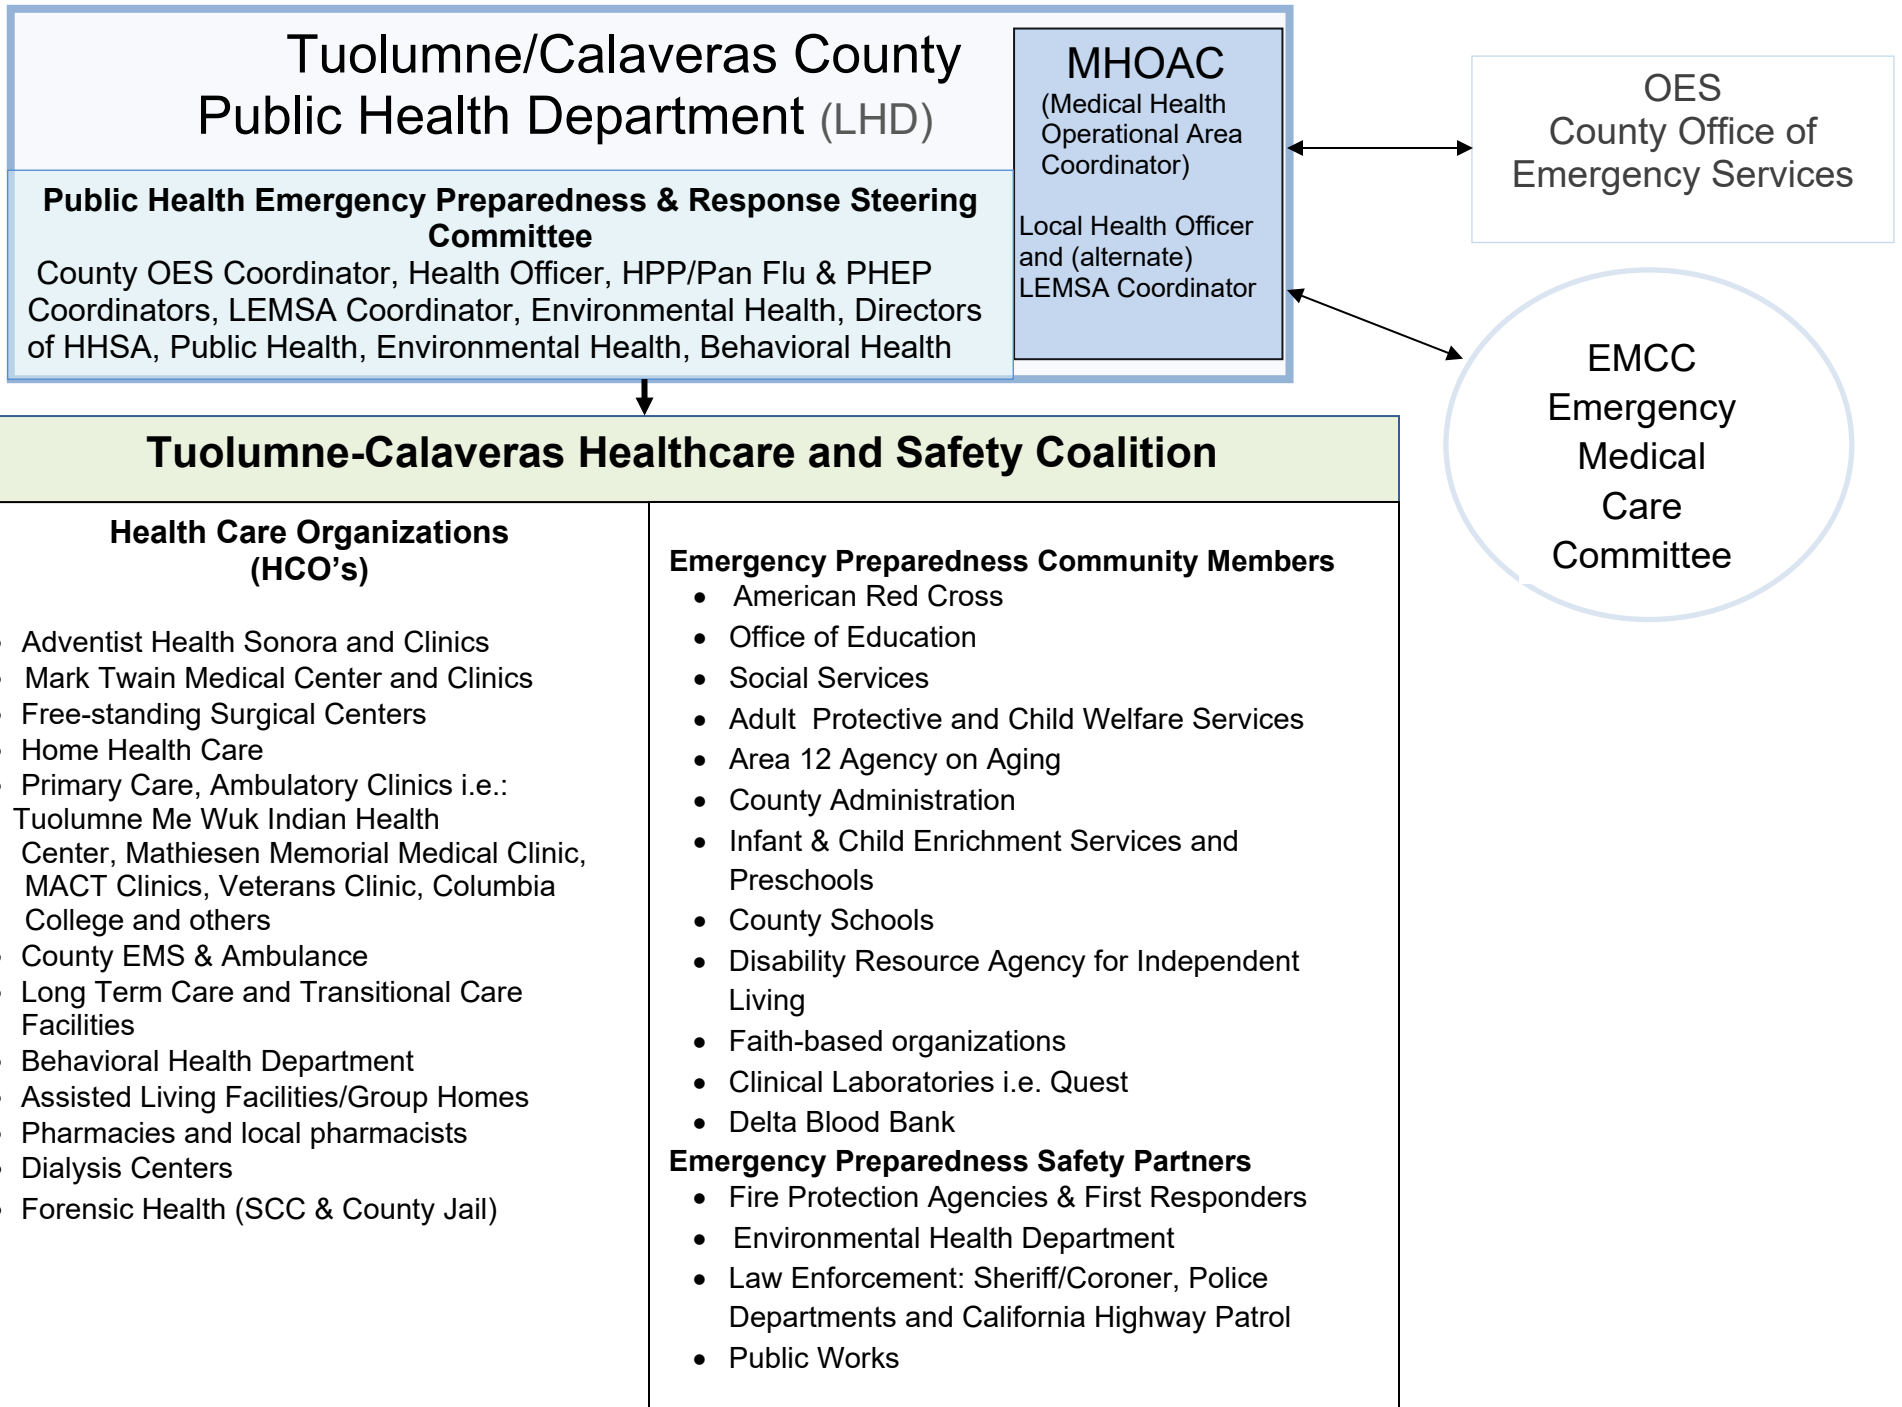 Tuolumne/Calaveras County
Public Health Department (LHD)
Public Health Emergency Preparedness & Response Steering
Committee
County OES Coordinator, Health Officer, HPP/Pan Flu & PHEP
Coordinators, LEMSA Coordinator, Environmental Health, Directors
of HHSA, Public Health, Environmental Health, Behavioral Health
MHOAC
(Medical Health
Operational Area
Coordinator)
Local Health Officer
and (alternate)
LEMSA Coordinator
OES
County Office of
Emergency Services
EMCC
Emergency
Medical
Care
Committee
Tuolumne-Calaveras Healthcare and Safety Coalition
Health Care Organizations
(HCO’s)
• Adventist Health Sonora and Clinics
• Mark Twain Medical Center and Clinics
• Free-standing Surgical Centers
• Home Health Care
• Primary Care, Ambulatory Clinics i.e.:
Tuolumne Me Wuk Indian Health
Center, Mathiesen Memorial Medical Clinic,
MACT Clinics, Veterans Clinic, Columbia
College and others
• County EMS & Ambulance
• Long Term Care and Transitional Care
Facilities
• Behavioral Health Department
• Assisted Living Facilities/Group Homes
• Pharmacies and local pharmacists
• Dialysis Centers
• Forensic Health (SCC & County Jail)
Emergency Preparedness Community Members
• American Red Cross
• Office of Education
• Social Services
• Adult  Protective and Child Welfare Services
• Area 12 Agency on Aging
• County Administration
• Infant & Child Enrichment Services and
Preschools
• County Schools
• Disability Resource Agency for Independent
Living
• Faith-based organizations
• Clinical Laboratories i.e. Quest
• Delta Blood Bank
Emergency Preparedness Safety Partners
• Fire Protection Agencies & First Responders
• Environmental Health Department
• Law Enforcement: Sheriff/Coroner, Police
Departments and California Highway Patrol
• Public Works